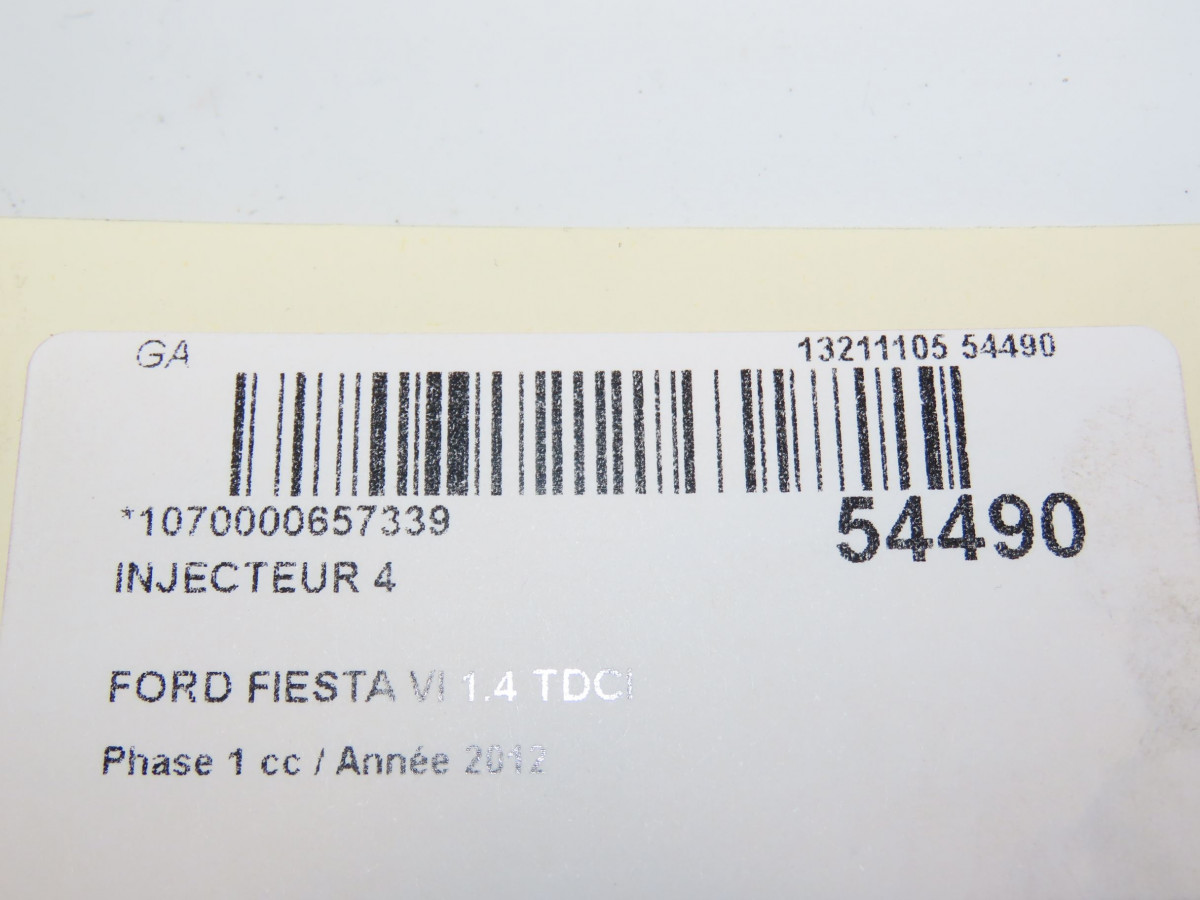 GA 13211105 54490
*1070000657339 54490
INJECTEUR 4
FORD FIESTA VI 1.4 TDCI
Phase 1 cc / Année 2012